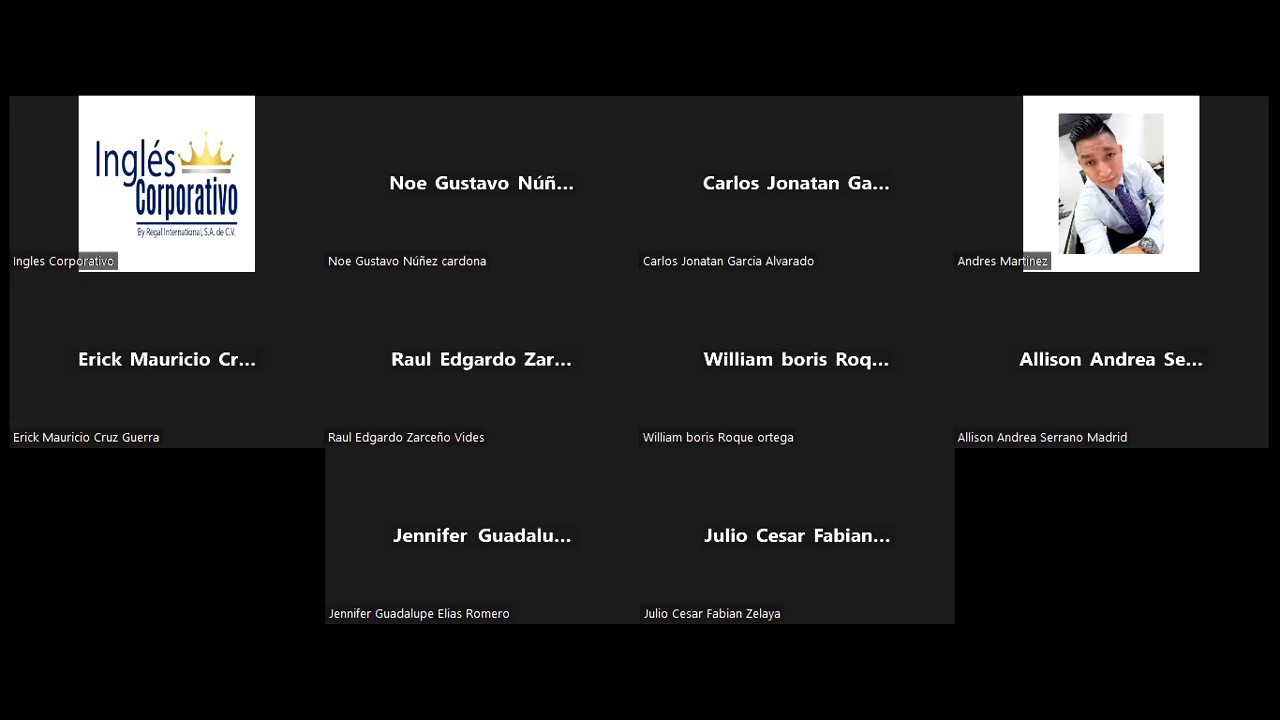 Inglés
Corporativo
By Regal International, S.A. de C.V.
Ingles Corporativo
Noe Gustavo Núñ...
Noe Gustavo Núñez cardona
Carlos Jonatan Ga...
Carlos Jonatan Garcia Alvarado
Andres Martinez
Erick Mauricio Cr...
Erick Mauricio Cruz Guerra
Raul Edgardo Zar...
Raul Edgardo Zarceño Vides
William boris Roq...
William boris Roque ortega
Allison Andrea Se...
Allison Andrea Serrano Madrid
Jennifer Guadalu...
Jennifer Guadalupe Elias Romero
Julio Cesar Fabian...
Julio Cesar Fabian Zelaya